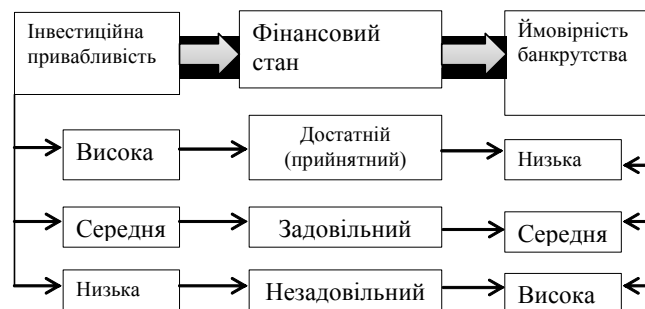 Інвестиційна
привабливість
Фінансовий
стан
Ймовірність
банкрутства
Висока
Достатній
(прийнятний)
Низька
Середня
Задовільний
Середня
Низька
Незадовільний
Висока